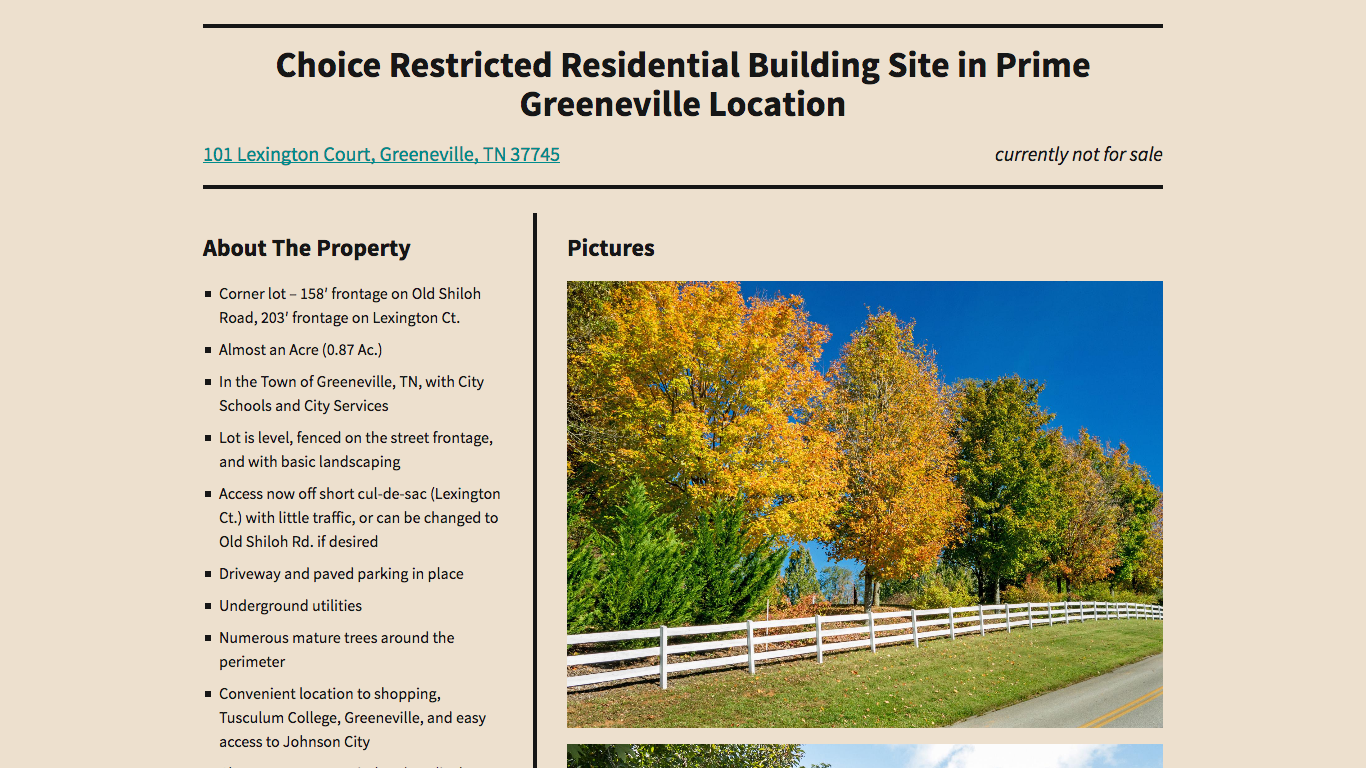 Choice Restricted Residential Building Site in Prime
Greeneville Location
101 Lexington Court, Greeneville, TN 37745
currently not for sale
About The Property
Corner lot – 158′ frontage on Old Shiloh
Road, 203′ frontage on Lexington Ct.
Almost an Acre (0.87 Ac.)
In the Town of Greeneville, TN, with City
Schools and City Services
Lot is level, fenced on the street frontage,
and with basic landscaping
Access now off short cul-de-sac (Lexington
Ct.) with little traffic, or can be changed to
Old Shiloh Rd. if desired
Driveway and paved parking in place
Underground utilities
Numerous mature trees around the
perimeter
Convenient location to shopping,
Tusculum College, Greeneville, and easy
access to Johnson City
Pictures